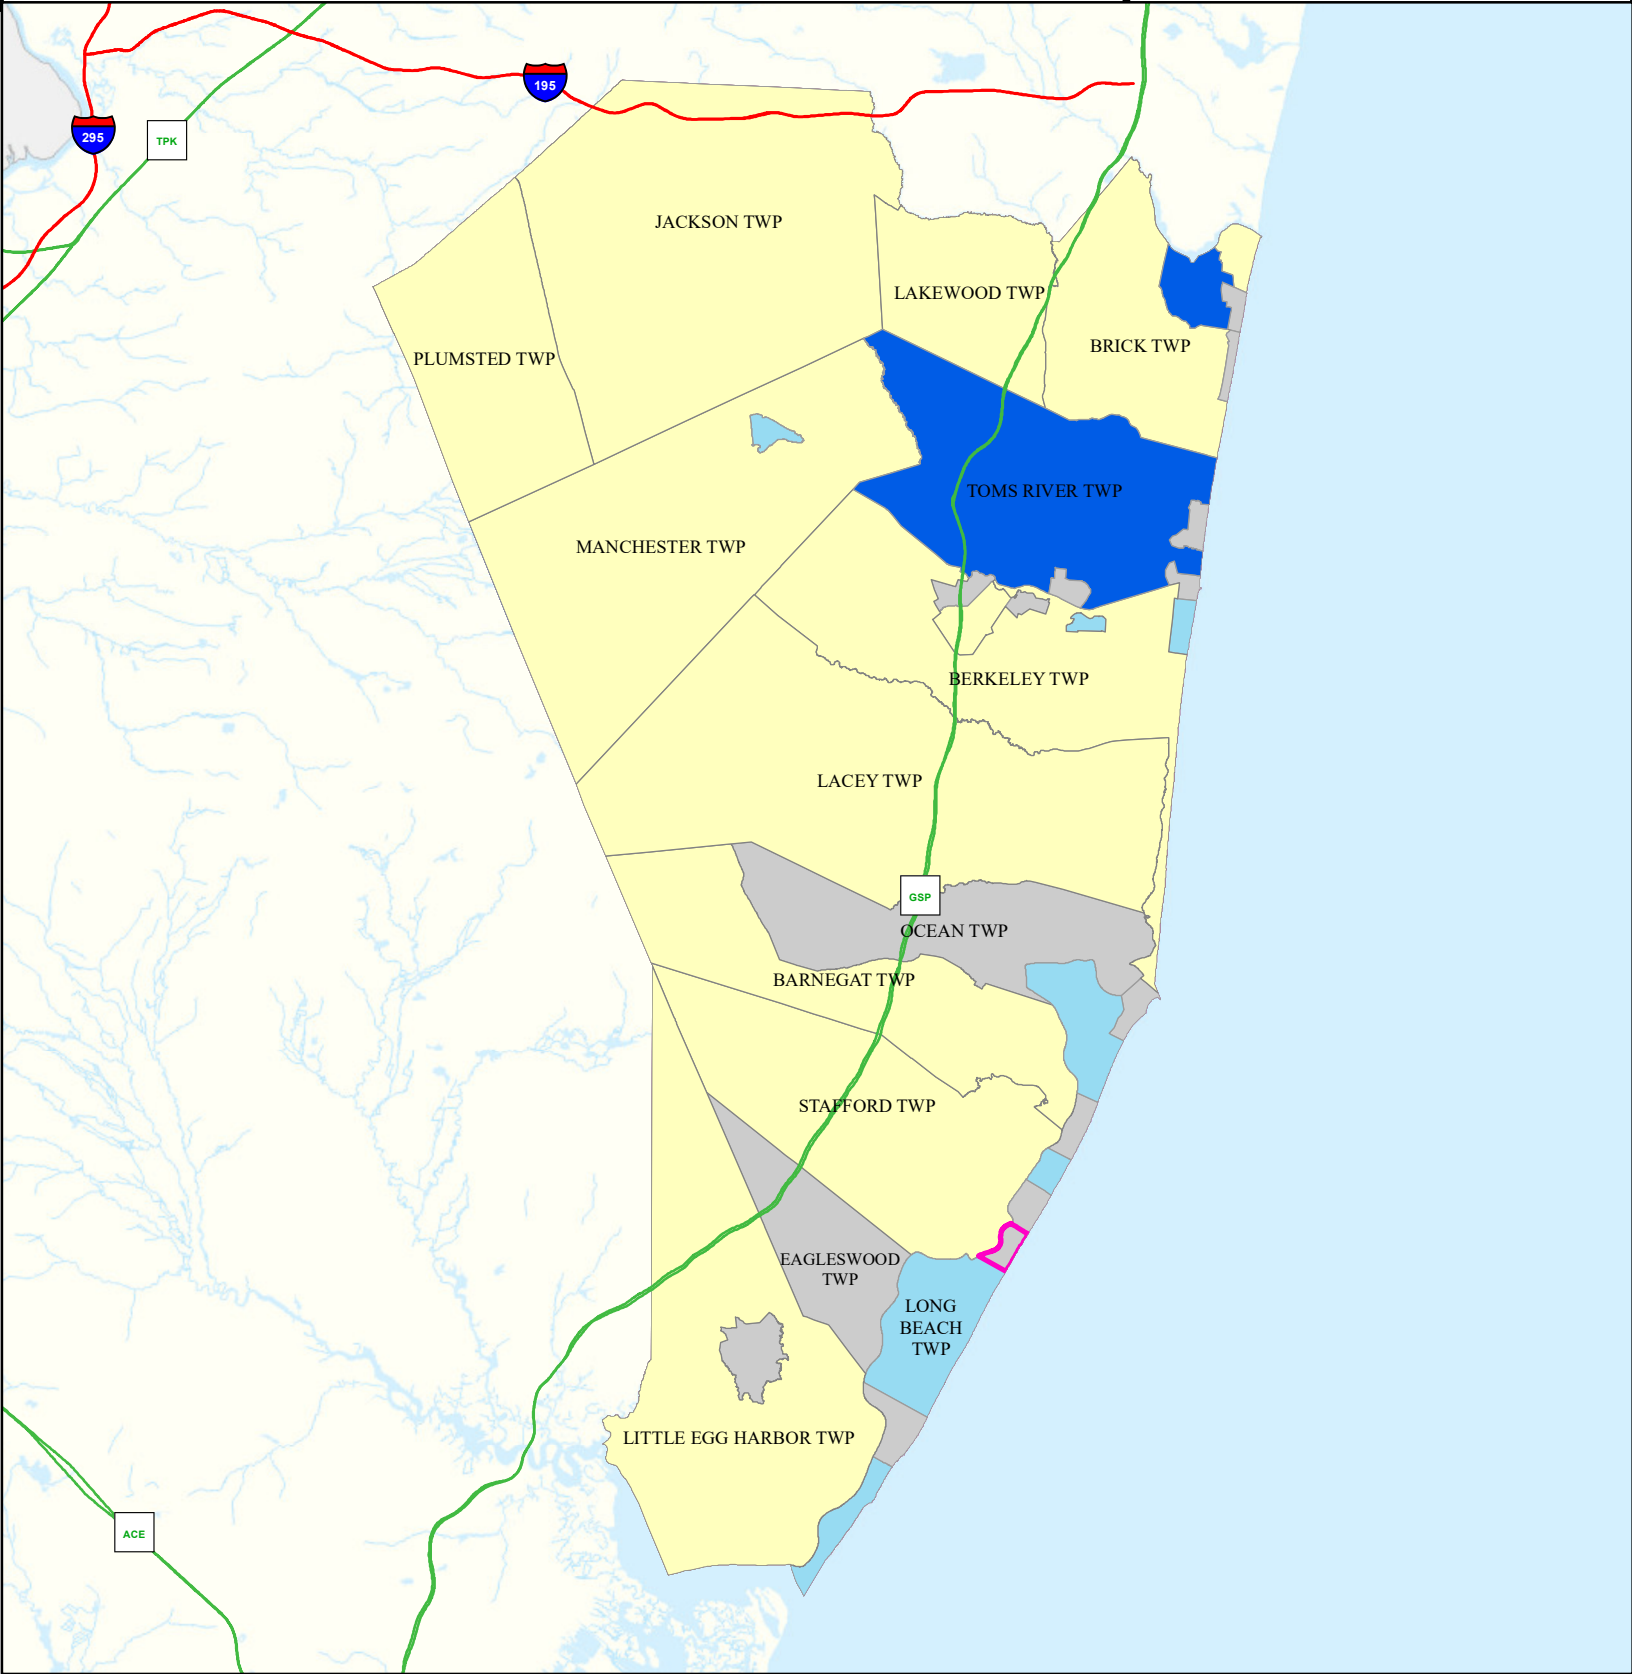 195
295
TPK
JACKSON TWP
LAKEWOOD TWP
BRICK TWP
PLUMSTED TWP
TOMS RIVER TWP
MANCHESTER TWP
BERKELEY TWP
LACEY TWP
GSP
OCEAN TWP
BARNEGAT TWP
STAFFORD TWP
EAGLESWOOD
TWP
LONG
BEACH
TWP
LITTLE EGG HARBOR TWP
ACE